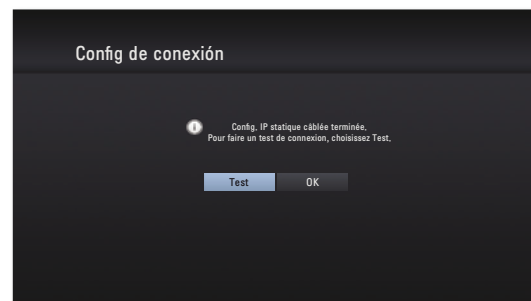 Config de conexión
Config, IP statique câblée terminée,
Pour faire un test de connexion, choisissez Test,
Test OK